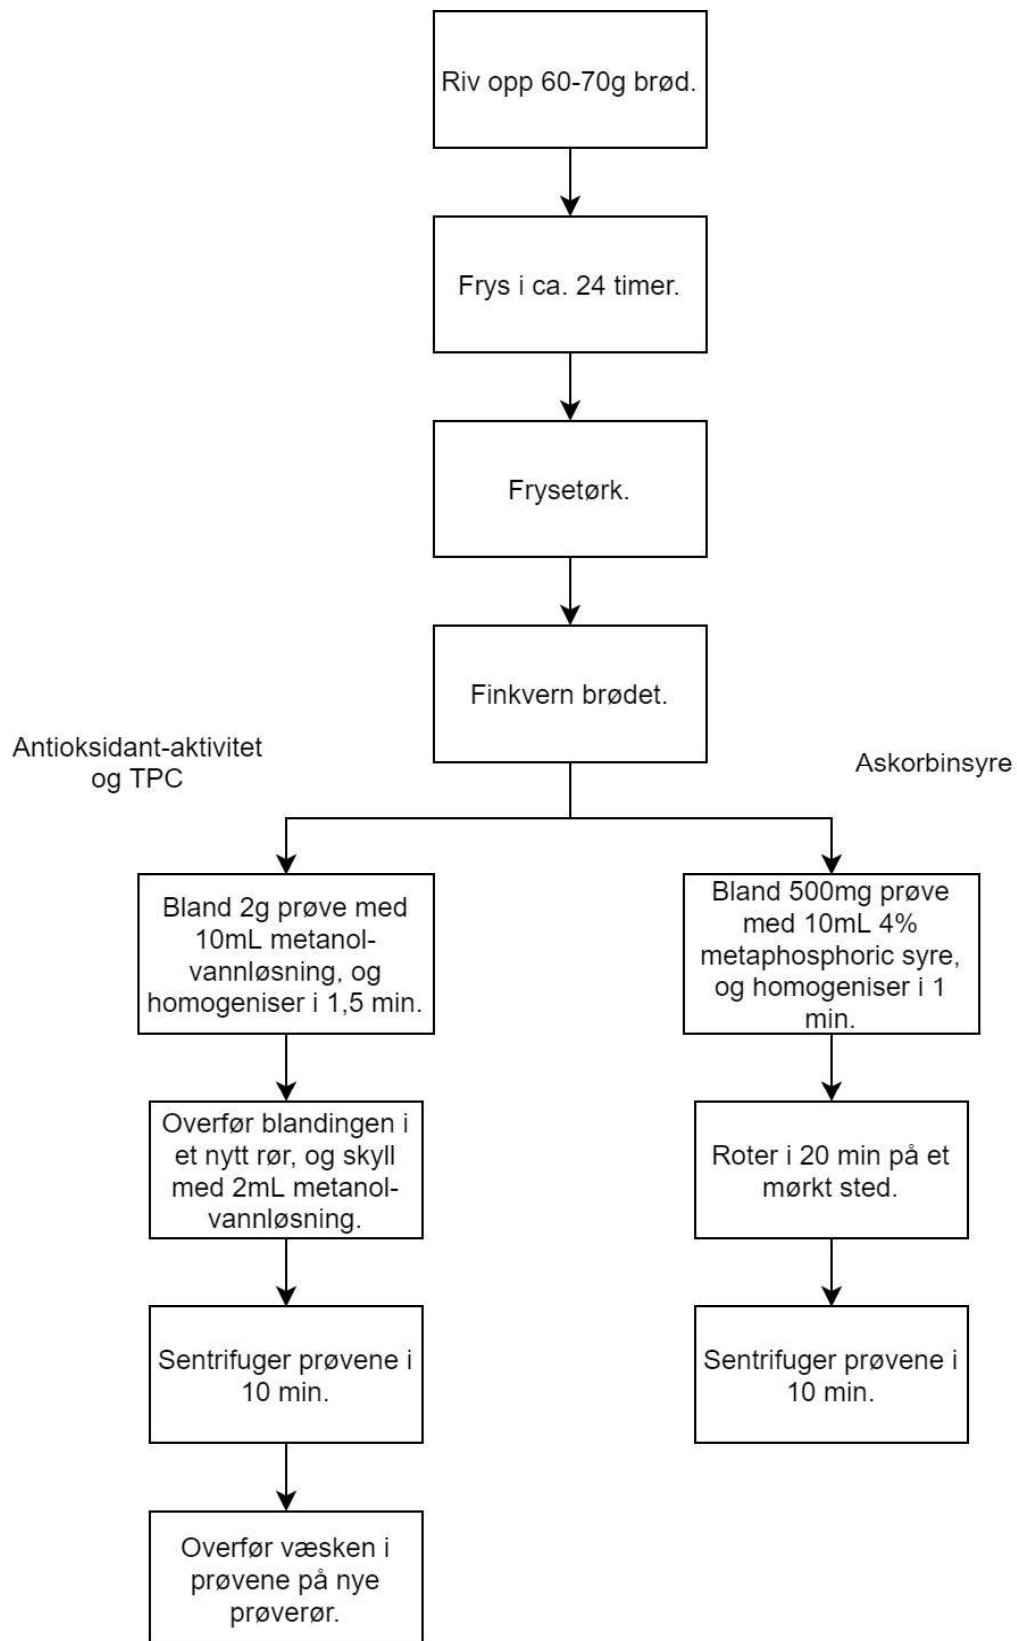 Riv opp 60-70g brød.
Frys i ca. 24 timer.
Frysetørk.
Finkvern brødet.
Antioksidant-aktivitet
og TPC
Askorbinsyre
Bland 2g prøve med
10mL metanol-
vannløsning, og
homogeniser i 1,5 min.
Bland 500mg prøve
med 10mL 4%
metaphosphoric syre,
og homogeniser i 1
min.
Overfør blandingen i
et nytt rør, og skyll
med 2mL metanol-
vannløsning.
Roter i 20 min på et
mørkt sted.
Sentrifuger prøvene i
10 min.
Sentrifuger prøvene i
10 min.
Overfør væsken i
prøvene på nye
prøverør.